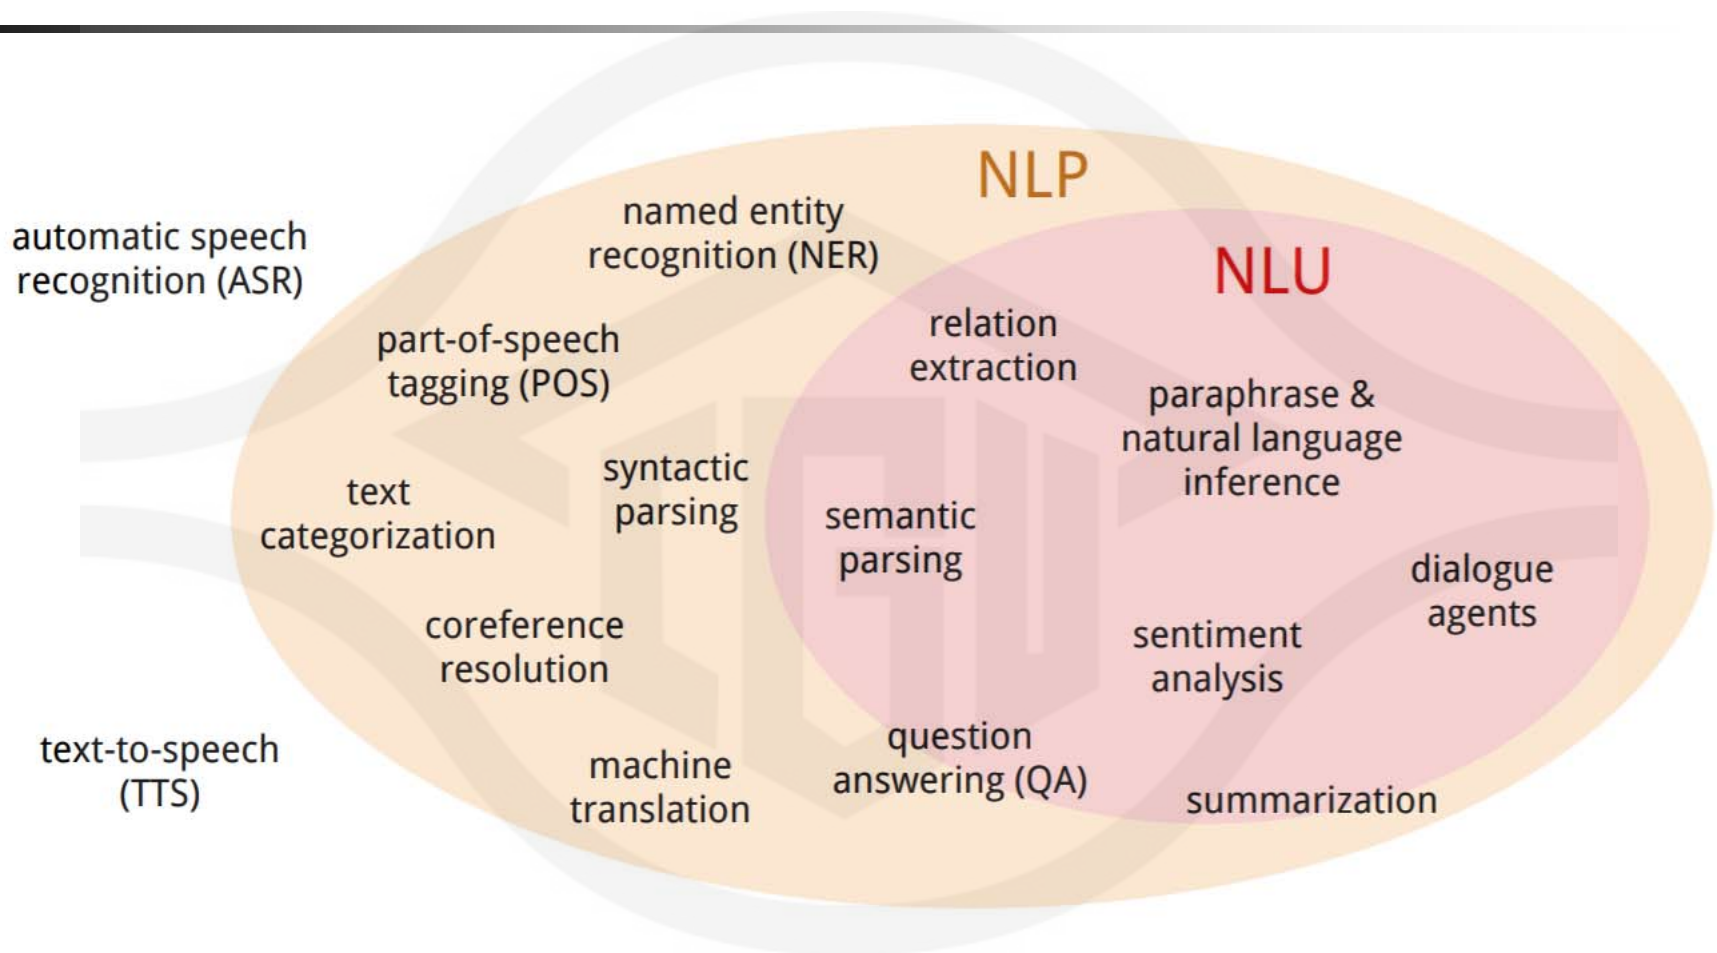 NLP
named entity
recognition (NER)
automatic speech
recognition (ASR)
NLU
relation
extraction
part-of-speech
tagging (POS)
paraphrase &
natural language
inference
syntactic
parsing
text
categorization
semantic
parsing
dialogue
agents
coreference
resolution
sentiment
analysis
question
answering (QA)
text-to-speech
(TTS)
machine
translation
summarization